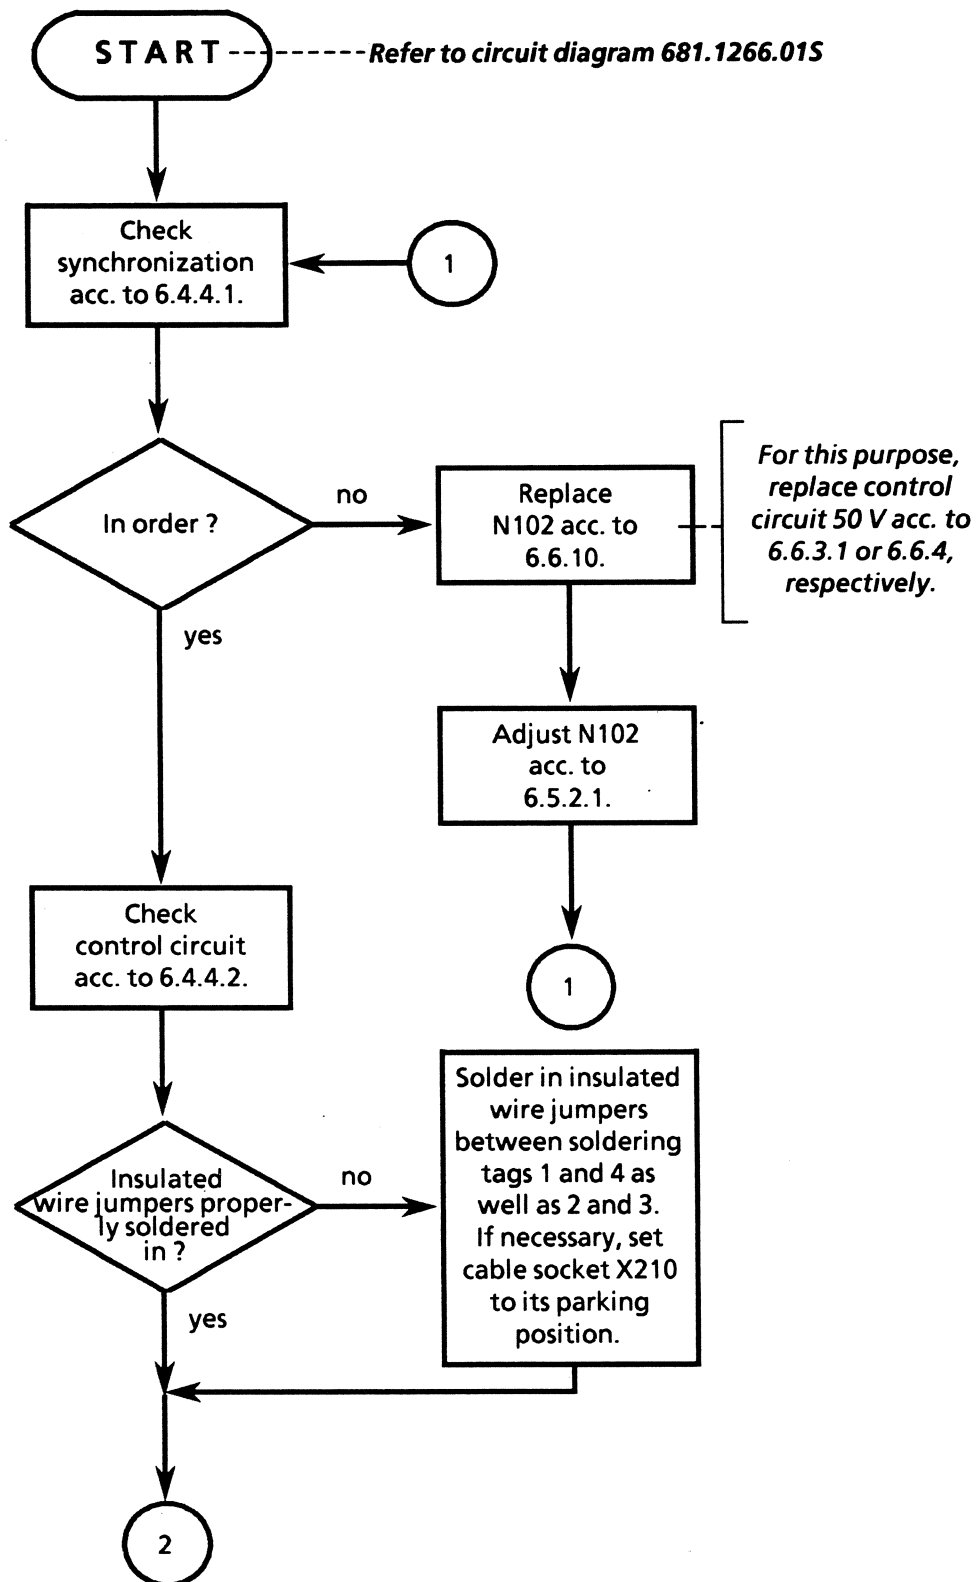 START
Refer to circuit diagram 681.1266.01S
Check
synchronization
acc. to 6.4.4.1.
1
In order ?
no
Replace
N102 acc. to
6.6.10.
For this purpose,
replace control
circuit 50 V acc. to
6.6.3.1 or 6.6.4,
respectively.
yes
Adjust N102
acc. to
6.5.2.1.
1
Check
control circuit
acc. to 6.4.4.2.
Insulated
wire jumpers proper-
ly soldered
in ?
no
Solder in insulated
wire jumpers
between soldering
tags 1 and 4 as
well as 2 and 3.
If necessary, set
cable socket X210
to its parking
position.
yes
2